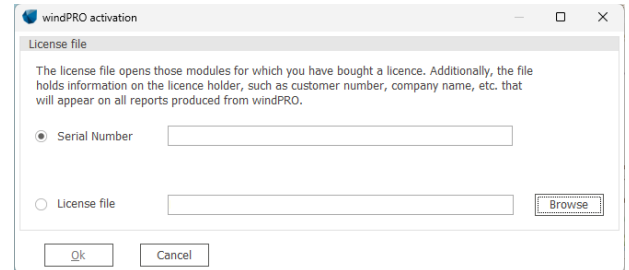 windPRO activation
License file
The license file opens those modules for which you have bought a licence. Additionally, the file
holds information on the licence holder, such as customer number, company name, etc. that
will appear on all reports produced from windPRO.
Serial Number
License file
Browse
Ok
Cancel